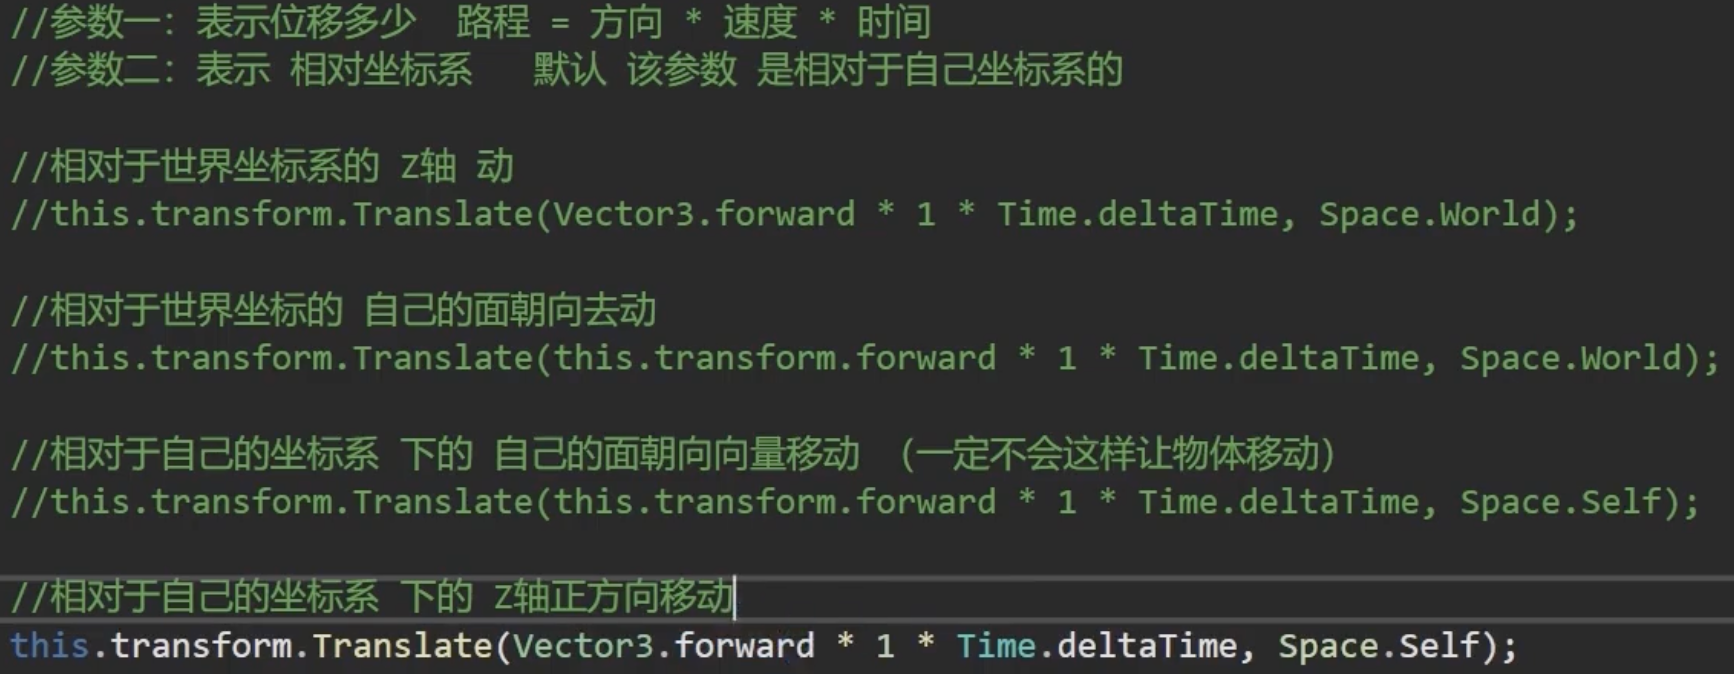 //参数一：表示位移多少  路程 = 方向 * 速度 * 时间
//参数二：表示 相对坐标系   默认 该参数 是相对于自己坐标系的
//相对于世界坐标系的 Z轴 动
//this.transform.Translate(Vector3.forward * 1 * Time.deltaTime, Space.World);
//相对于世界坐标的 自己的面朝向去动
//this.transform.Translate(this.transform.forward * 1 * Time.deltaTime, Space.World);
//相对于自己的坐标系 下的 自己的面朝向向量移动 （一定不会这样让物体移动）
//this.transform.Translate(this.transform.forward * 1 * Time.deltaTime, Space.Self);
//相对于自己的坐标系 下的 Z轴正方向移动
this.transform.Translate(Vector3.forward * 1 * Time.deltaTime, Space.Self);